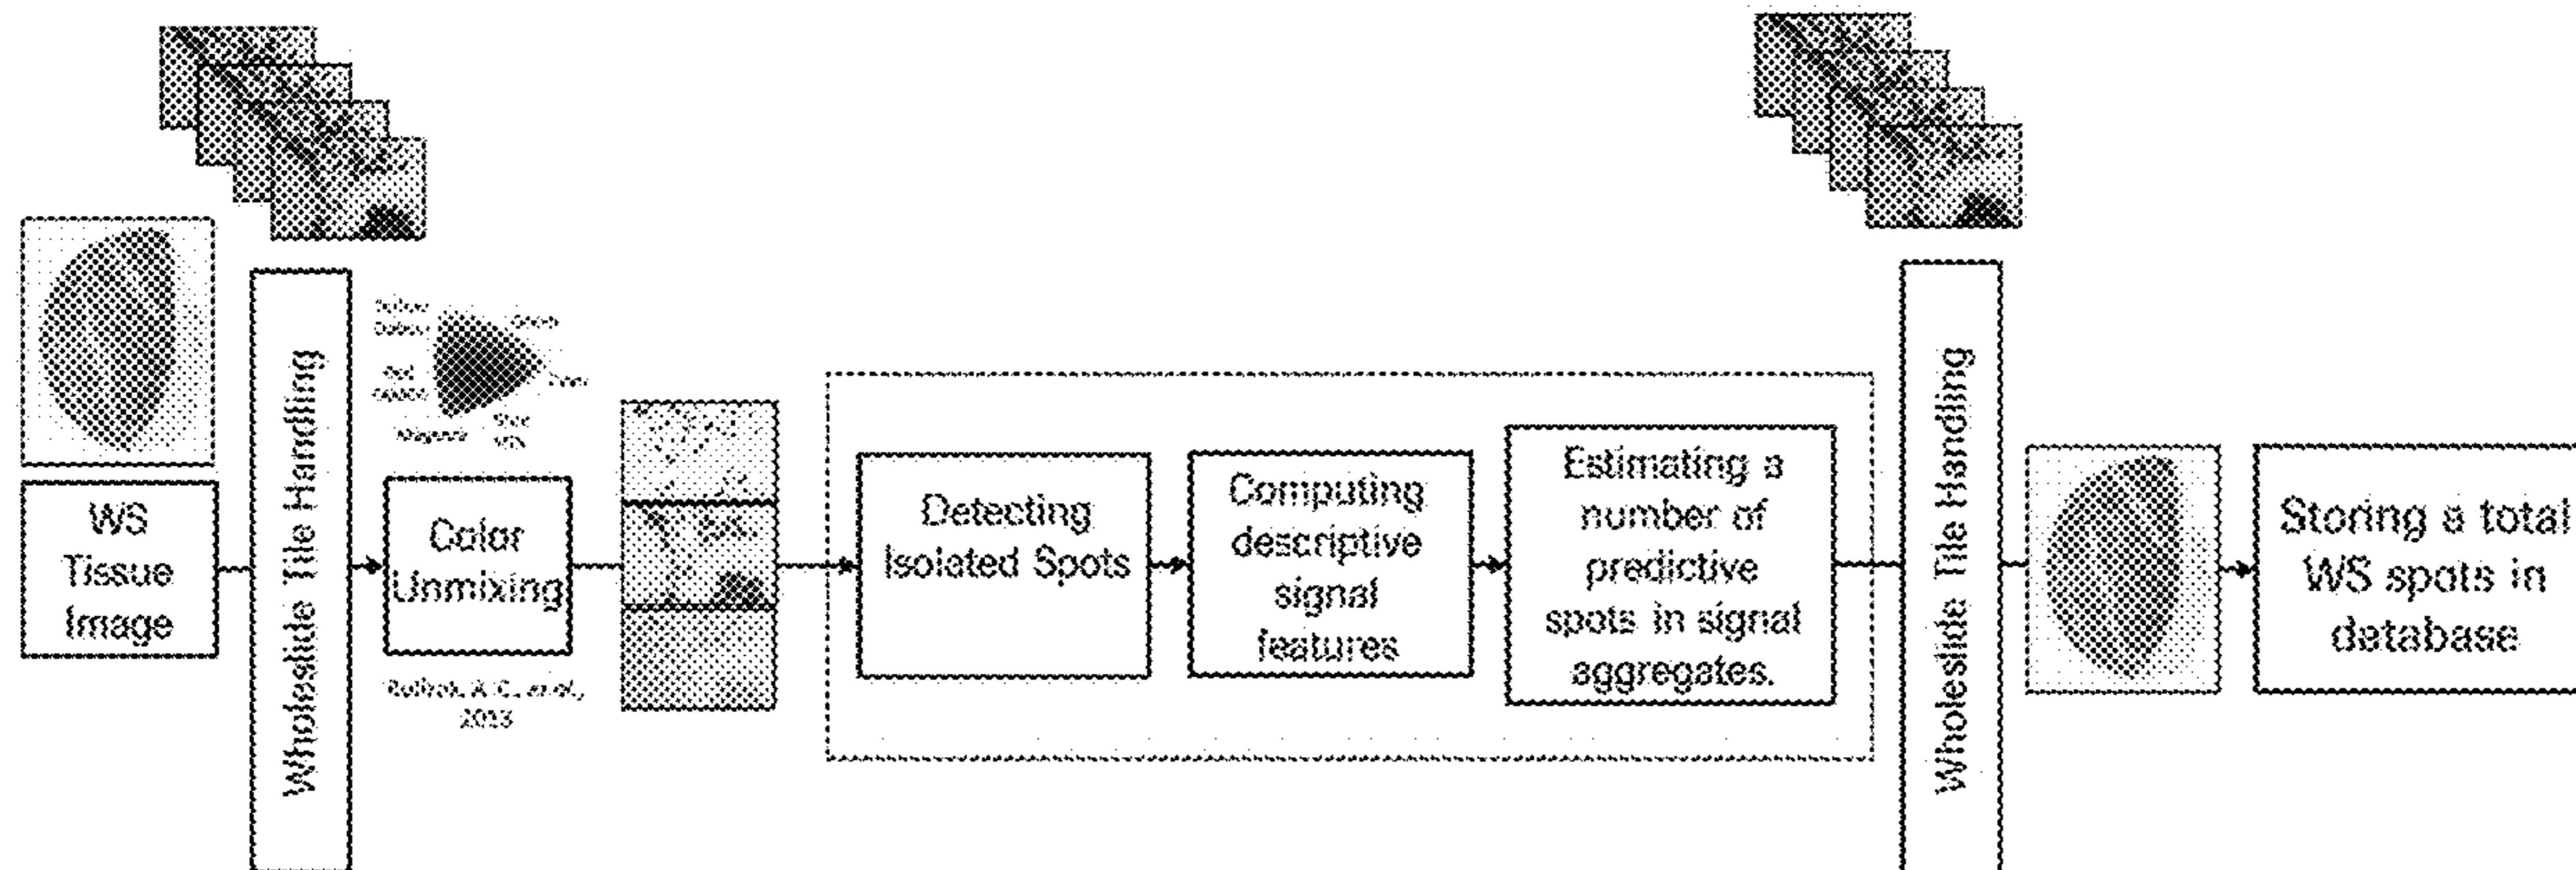 WS
Tissue
Image
Wholeslide Tile Handling
Color
Unmixing
2013
Detecting
Isolated Spots
Computing
descriptive
signal
features
Estimating a
number of
predictive
spots in signal
aggregates.
Wholeslide Tile Handling
Storing a total
WS spots in
database